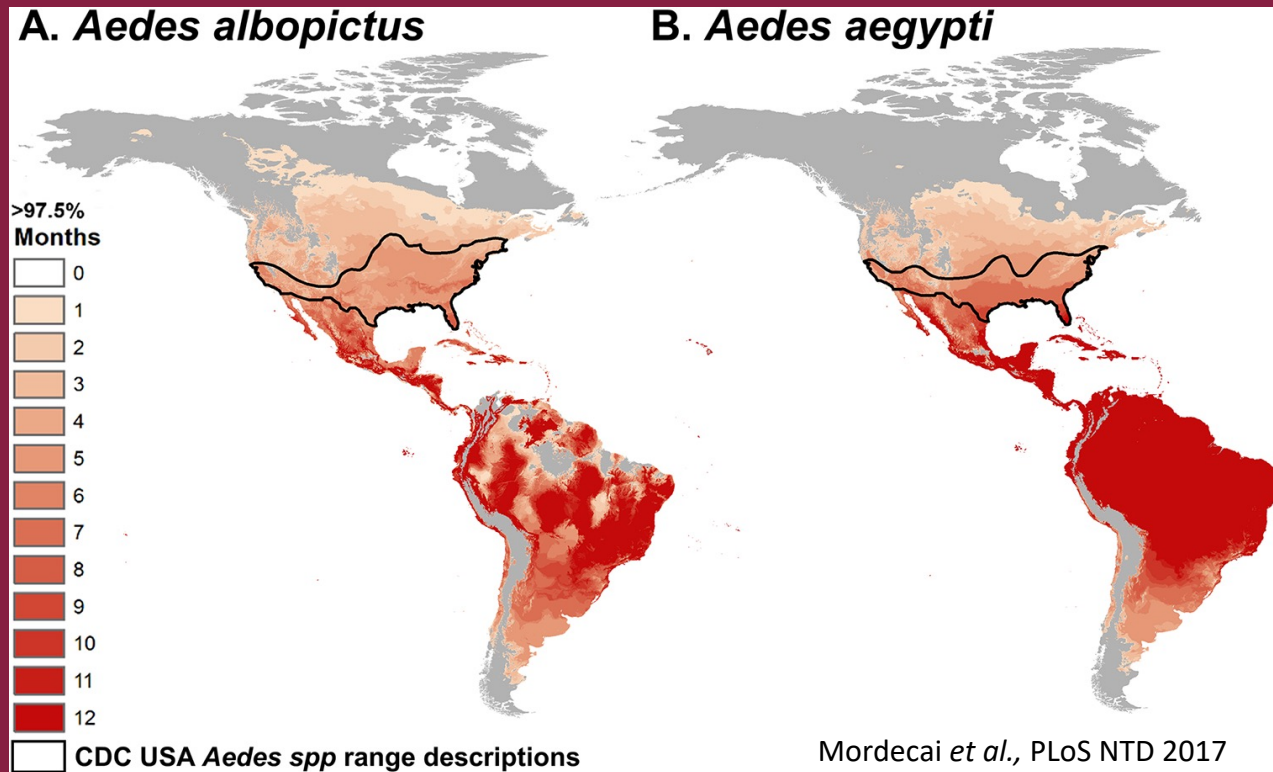 A. Aedes albopictus
B. Aedes aegypti
>97.5%
Months
0
1
2
3
4
5
6
7
8
9
10
11
12
CDC USA Aedes spp range descriptions
Mordecai et al., PLoS NTD 2017